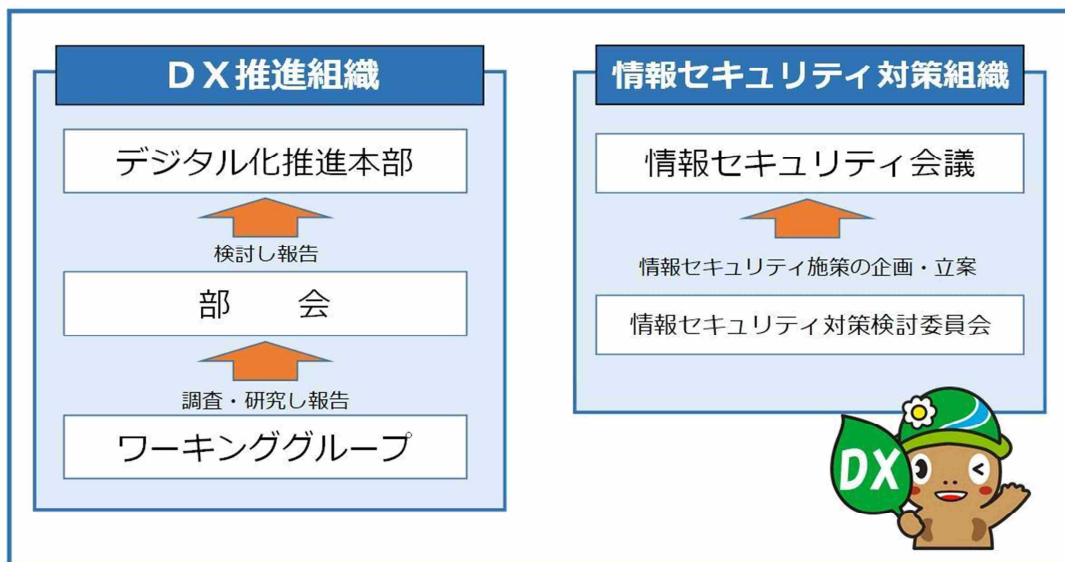 DX推進組織
デジタル化推進本部
検討し報告
部　　会
調査・研究し報告
ワーキンググループ
情報セキュリティ対策組織
情報セキュリティ会議
情報セキュリティ施策の企画・立案
情報セキュリティ対策検討委員会
DX